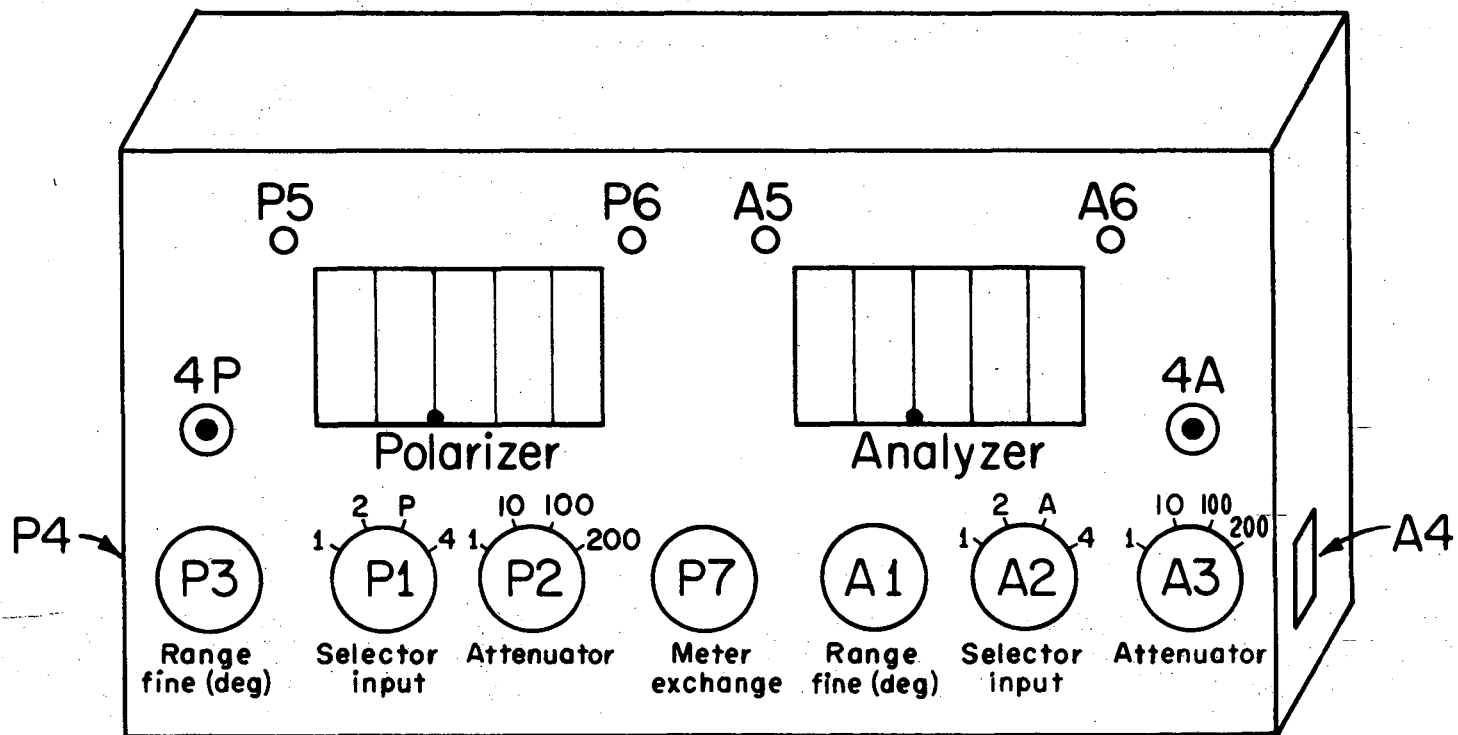 P5 P6 A5 A6
4P 4A
Polarizer Analyzer
2 P 10 100 2 A 10 100
1 4 1 200 1 4 1 200
P4 P3 P1 P2 P7 A1 A2 A3 A4
Range Selector Attenuator Meter Range Selector Attenuator
fine (deg) input exchange fine (deg) input